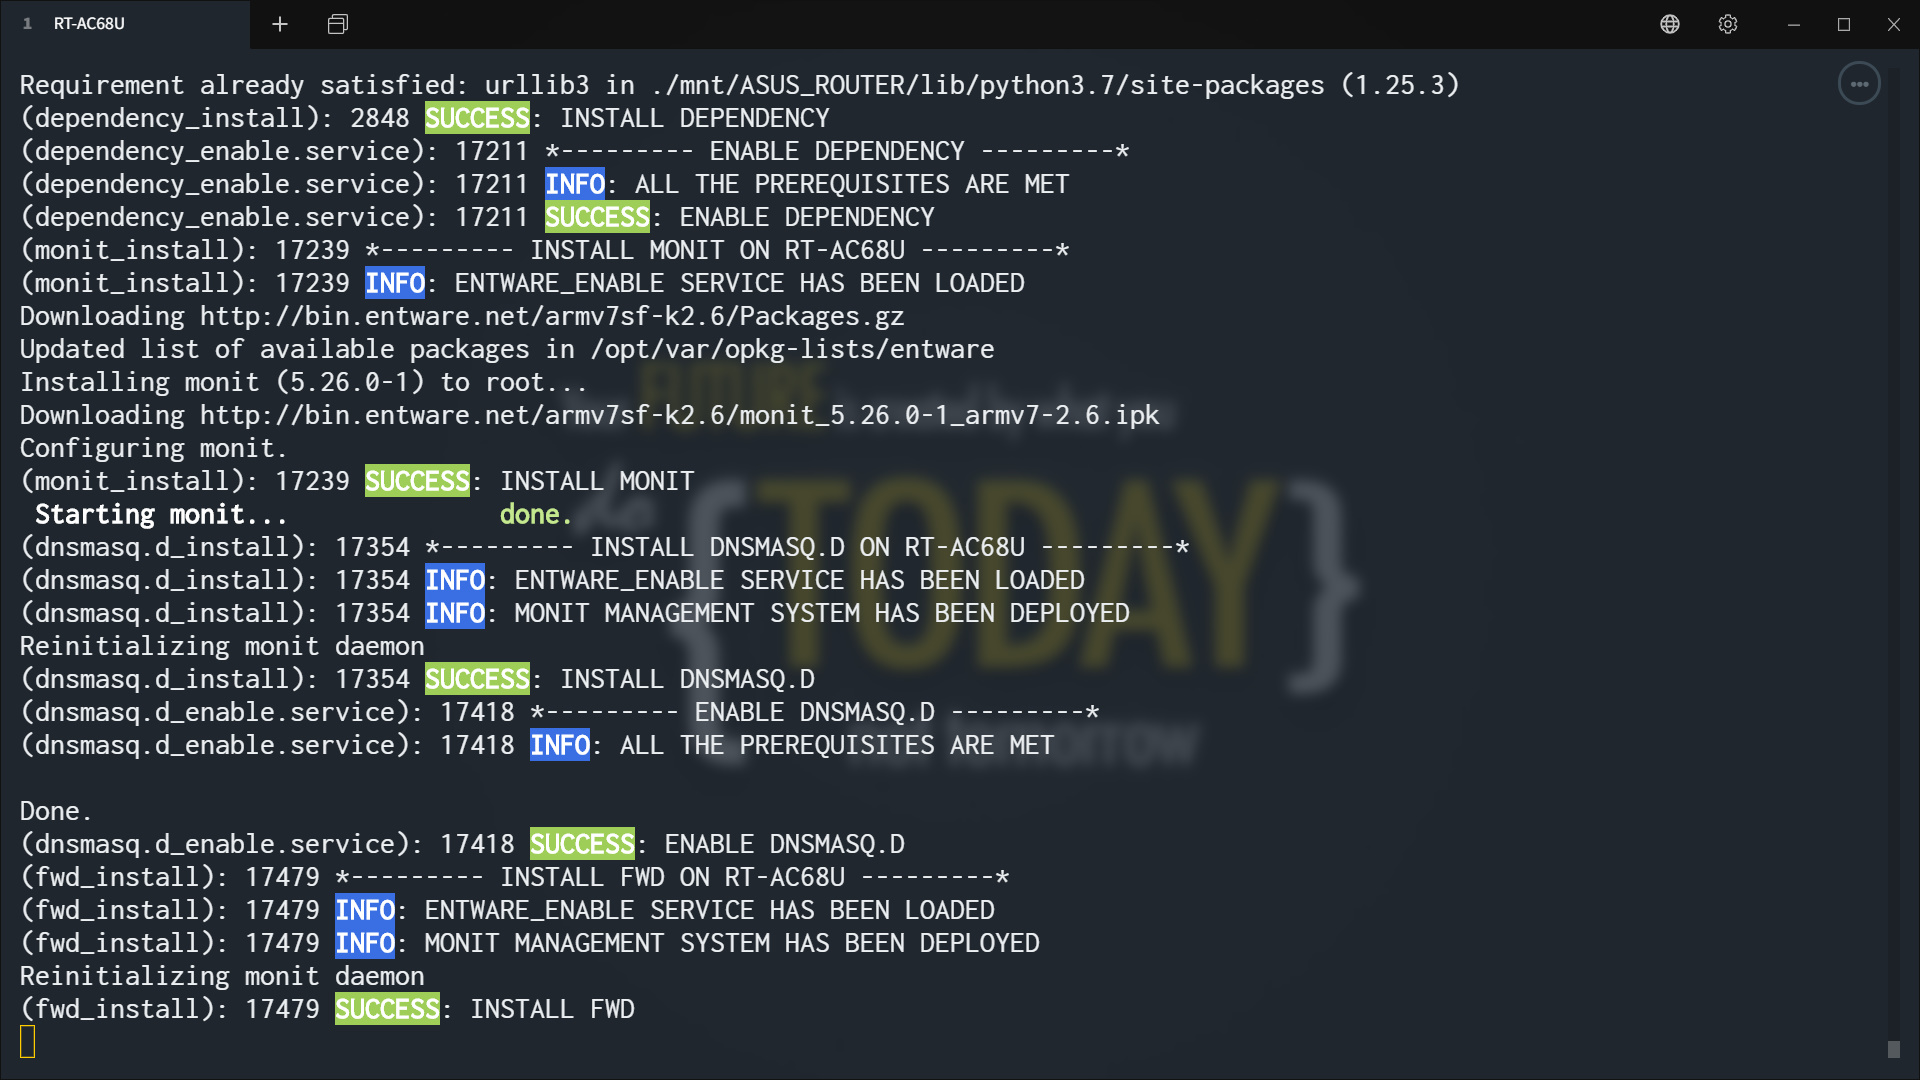 1 RT-AC68U
Requirement already satisfied: urllib3 in ./mnt/ASUS_ROUTER/lib/python3.7/site-packages (1.25.3)
(dependency_install): 2848 SUCCESS: INSTALL DEPENDENCY
(dependency_enable.service): 17211 *--------- ENABLE DEPENDENCY ---------*
(dependency_enable.service): 17211 INFO: ALL THE PREREQUISITES ARE MET
(dependency_enable.service): 17211 SUCCESS: ENABLE DEPENDENCY
(monit_install): 17239 *--------- INSTALL MONIT ON RT-AC68U ---------*
(monit_install): 17239 INFO: ENTWARE_ENABLE SERVICE HAS BEEN LOADED
Downloading http://bin.entware.net/armv7sf-k2.6/Packages.gz
Updated list of available packages in /opt/var/opkg-lists/entware
Installing monit (5.26.0-1) to root...
Downloading http://bin.entware.net/armv7sf-k2.6/monit_5.26.0-1_armv7-2.6.ipk
Configuring monit.
(monit_install): 17239 SUCCESS: INSTALL MONIT
Starting monit... done.
(dnsmasq.d_install): 17354 *--------- INSTALL DNSMASQ.D ON RT-AC68U ---------*
(dnsmasq.d_install): 17354 INFO: ENTWARE_ENABLE SERVICE HAS BEEN LOADED
(dnsmasq.d_install): 17354 INFO: MONIT MANAGEMENT SYSTEM HAS BEEN DEPLOYED
Reinitializing monit daemon
(dnsmasq.d_install): 17354 SUCCESS: INSTALL DNSMASQ.D
(dnsmasq.d_enable.service): 17418 *--------- ENABLE DNSMASQ.D ---------*
(dnsmasq.d_enable.service): 17418 INFO: ALL THE PREREQUISITES ARE MET
Done.
(dnsmasq.d_enable.service): 17418 SUCCESS: ENABLE DNSMASQ.D
(fwd_install): 17479 *--------- INSTALL FWD ON RT-AC68U ---------*
(fwd_install): 17479 INFO: ENTWARE_ENABLE SERVICE HAS BEEN LOADED
(fwd_install): 17479 INFO: MONIT MANAGEMENT SYSTEM HAS BEEN DEPLOYED
Reinitializing monit daemon
(fwd_install): 17479 SUCCESS: INSTALL FWD
FUTURE
{TODAY}
tomorrow